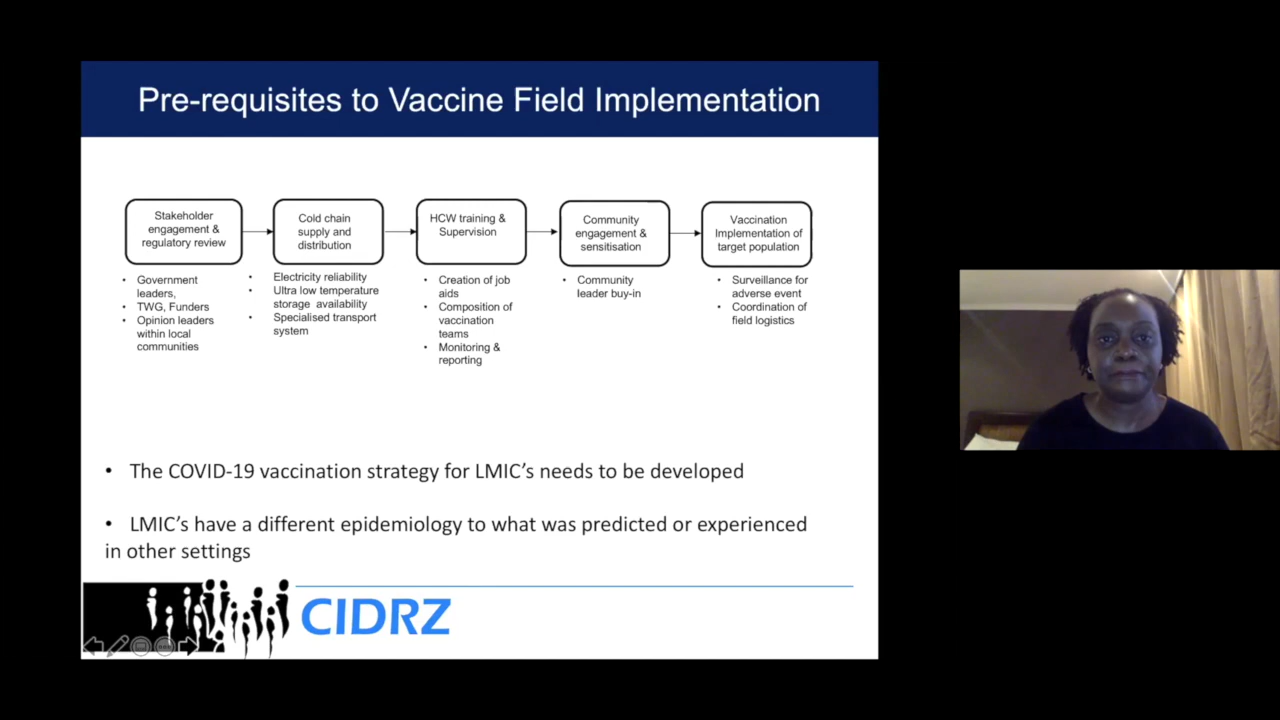 Pre-requisites to Vaccine Field Implementation
Stakeholder
engagement &
regulatory review
Cold chain
supply and
distribution
HCW training &
Supervision
Community
engagement &
sensitisation
Vaccination
Implementation of
target population
• Government
leaders,
• TWG, Funders
• Opinion leaders
within local
communities
• Electricity reliability
• Ultra low temperature
storage availability
• Specialised transport
system
• Creation of job
aids
• Composition of
vaccination
teams
• Monitoring &
reporting
• Community
leader buy-in
• Surveillance for
adverse event
• Coordination of
field logistics
• The COVID-19 vaccination strategy for LMIC's needs to be developed
• LMIC's have a different epidemiology to what was predicted or experienced
in other settings
CIDRZ